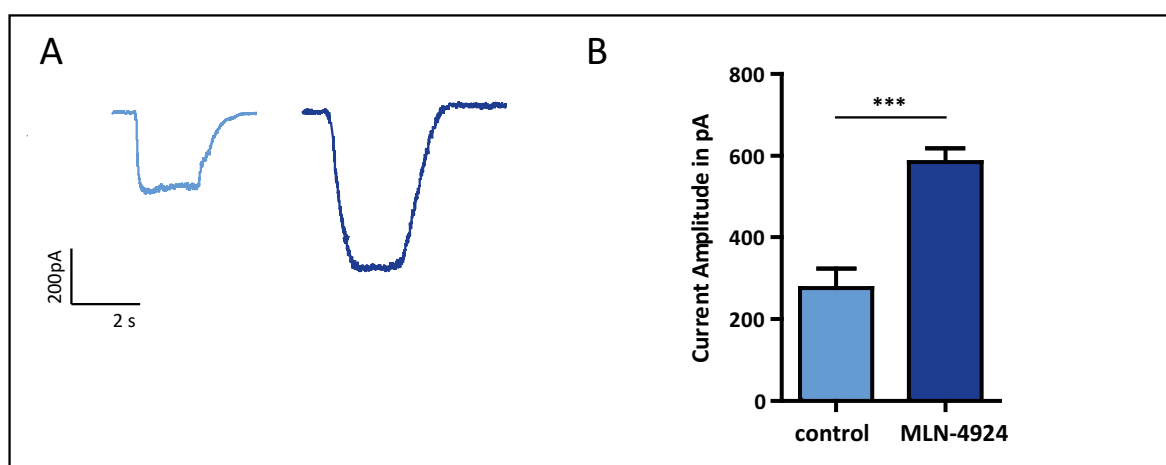 A
200pA
2 s
B
Current Amplitude in pA
800
600
400
200
0
***
control
MLN-4924